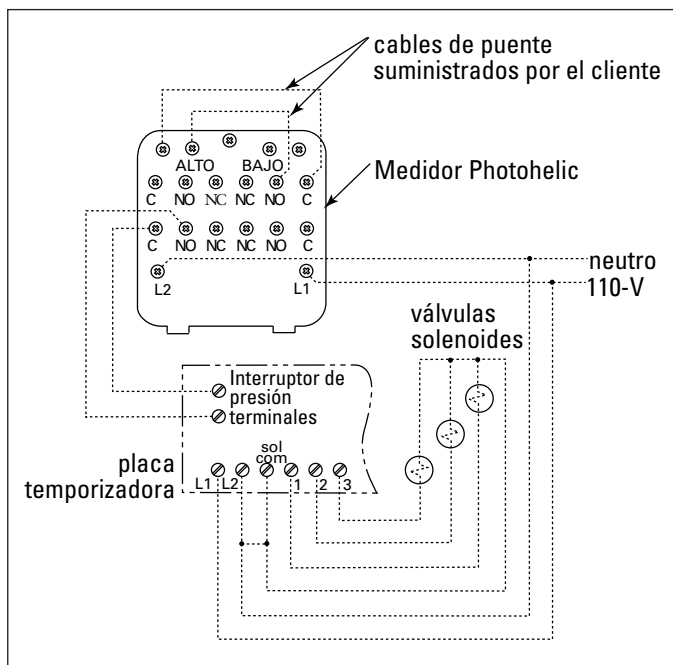 cables de puente
suministrados por el cliente
ALTO BAJO
Medidor Photohelic
C NO NC NC NO C
C NO NC NC NO C
L2 L1
neutro
110-V
válvulas
solenoides
Interruptor de
presión
terminales
sol
com
placa
temporizadora
L1 L2 1 2 3